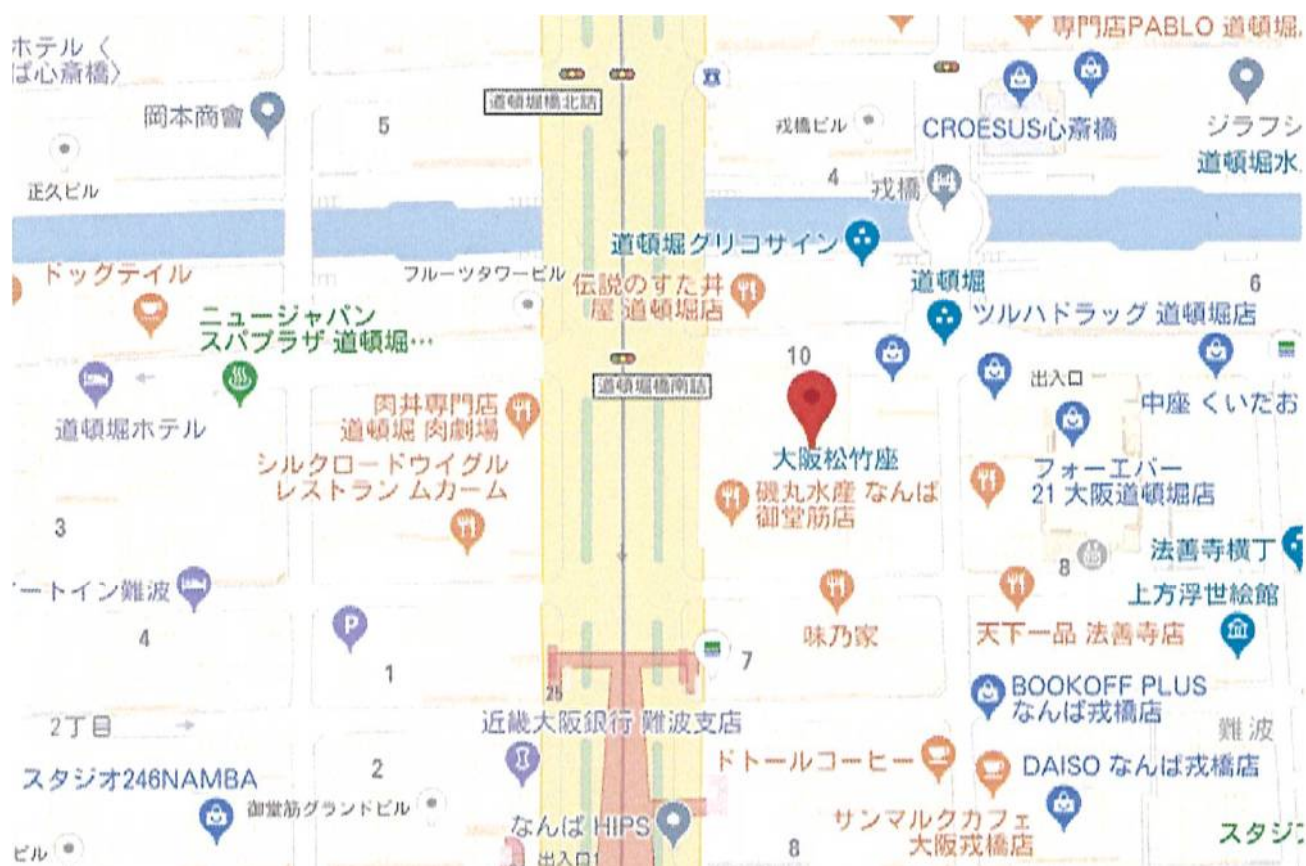 専門店PABLO 道頓堀
ホテル〈
ば心斎橋〉
道頓堀橋北詰
岡本商會
5
戎橋ビル
CROESUS心斎橋
ジラフシ
道頓堀水
正久ビル
4
戎橋
道頓堀グリコサイン
ドッグテイル
フルーツタワービル
伝説のすた丼
屋 道頓堀店
道頓堀
6
ニュージャパン
スパプラザ 道頓堀…
ツルハドラッグ 道頓堀店
10
道頓堀橋南詰
出入口
肉丼専門店
道頓堀 肉劇場
中座 くいだお
道頓堀ホテル
シルクロードウイグル
レストラン ムカーム
大阪松竹座
フォーエバー
21 大阪道頓堀店
磯丸水産 なんば
御堂筋店
3
法善寺横丁
8
ートイン難波
上方浮世絵館
4
味乃家
天下一品 法善寺店
1
7
25
BOOKOFF PLUS
なんば戎橋店
2丁目
近畿大阪銀行 難波支店
難波
スタジオ246NAMBA
2
ドトールコーヒー
DAISO なんば戎橋店
御堂筋グランドビル
なんば HIPS
サンマルクカフェ
大阪戎橋店
スタジ
ビル
出入口
8
P